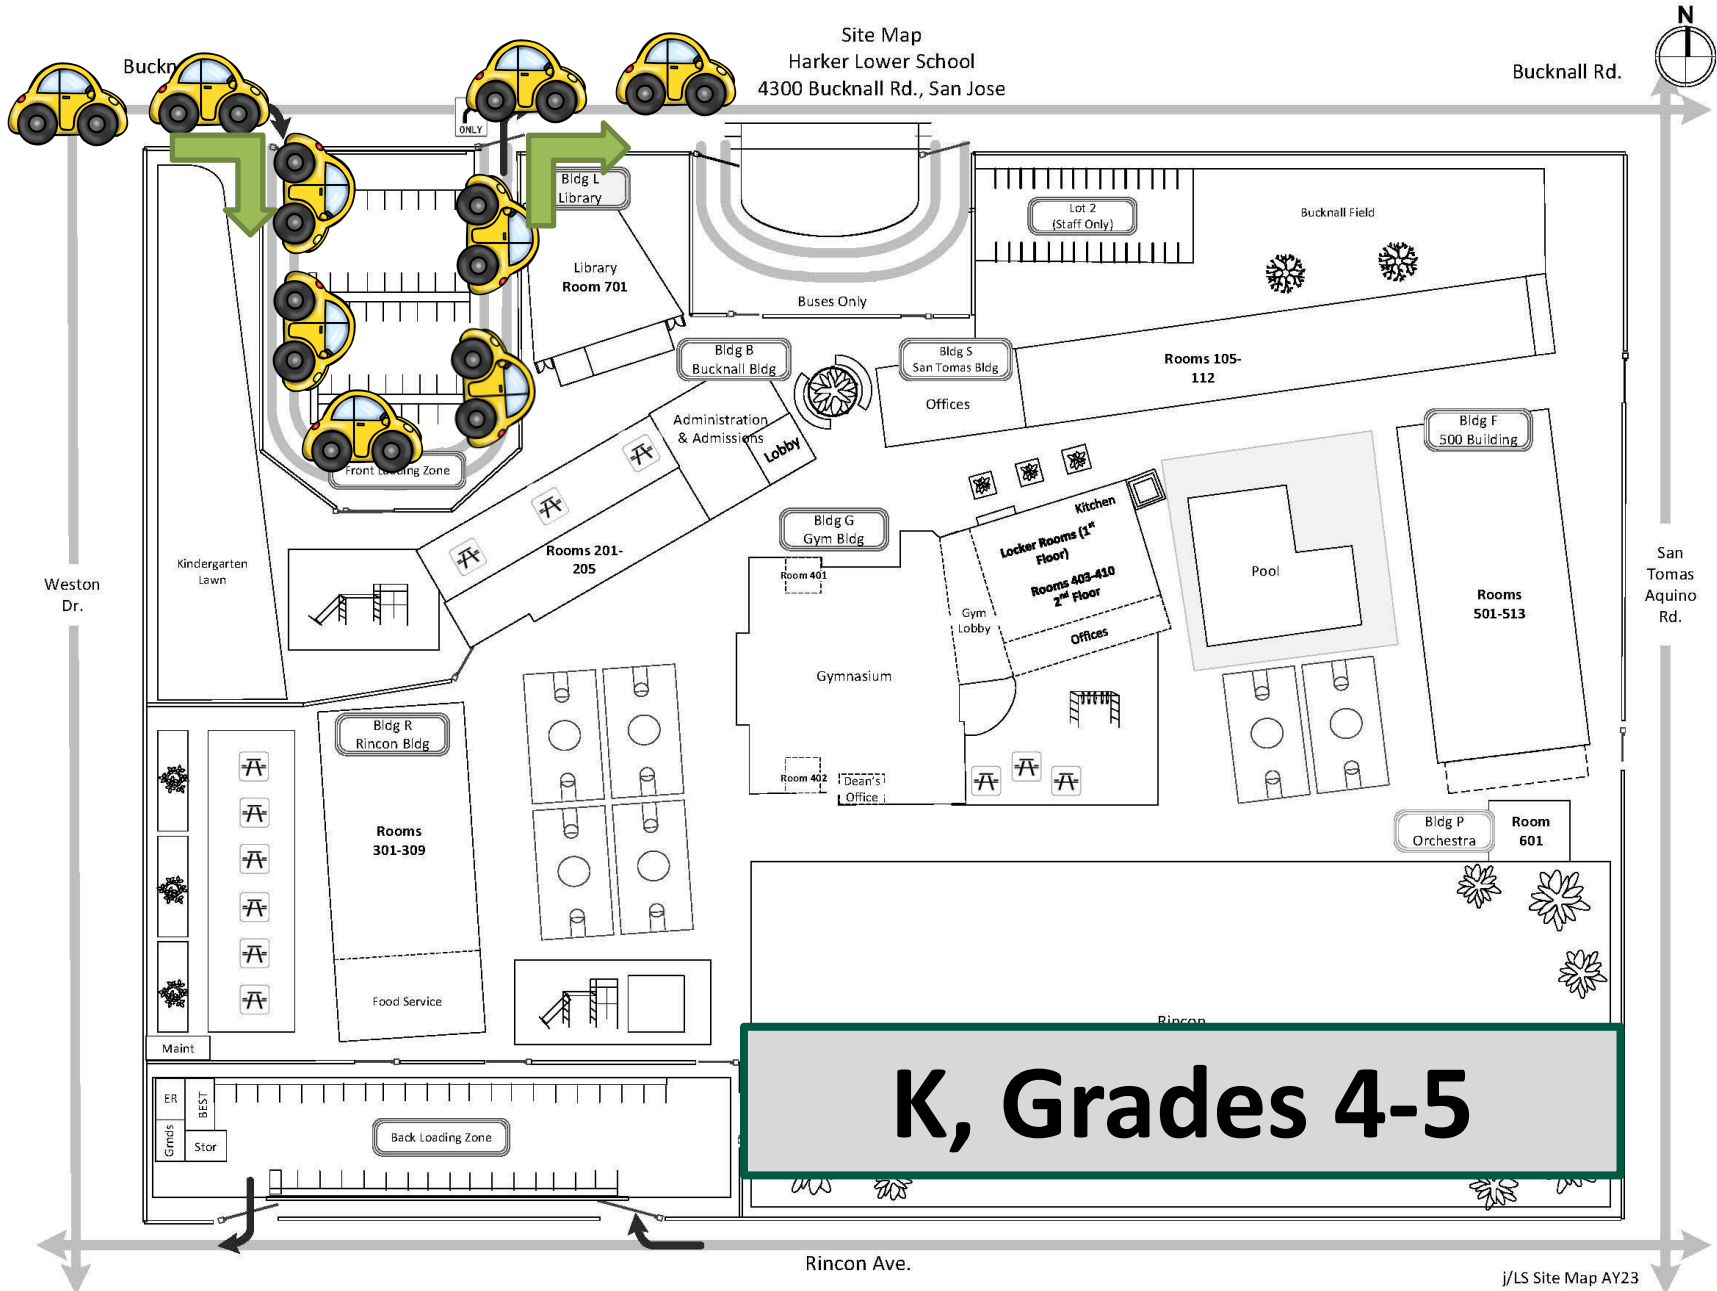 N
Site Map
Harker Lower School
4300 Bucknall Rd., San Jose
Bucknall Rd.
ONLY
Bldg L
Library
Lot 2
(Staff Only)
Bucknall Field
Library
Room 701
Buses Only
Bldg B
Bucknall Bldg
Bldg S
San Tomas Bldg
Rooms 105-
112
Offices
Administration
& Admissions
Lobby
Bldg F
500 Building
Front Loading Zone
Kitchen
Bldg G
Gym Bldg
Locker Rooms (1st
Floor)
Rooms 403-410
2nd Floor
Offices
Rooms 201-
205
Kindergarten
Lawn
Weston
Dr.
Room 401
Gym
Lobby
Pool
Rooms
501-513
San
Tomas
Aquino
Rd.
Gymnasium
Bldg R
Rincon Bldg
Room 402
Dean's
Office
Rooms
301-309
Bldg P
Orchestra
Room
601
Food Service
Rincon
Maint
K, Grades 4-5
ER
BEST
Grnds
Stor
Back Loading Zone
Rincon Ave.
j/LS Site Map AY23